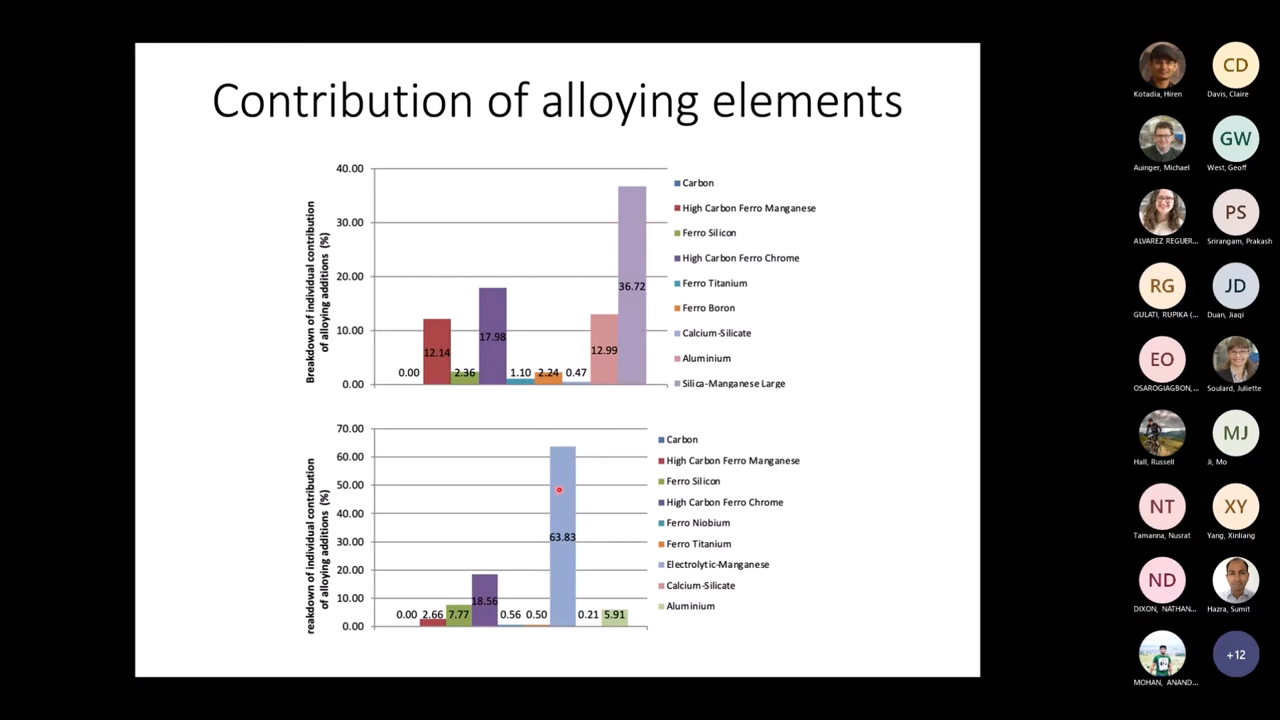 Contribution of alloying elements
Breakdown of individual contribution
of alloying additions (%)
40.00
30.00
20.00
10.00
0.00
0.00
12.14
2.36
17.98
1.10
2.24
0.47
12.99
36.72
Carbon
High Carbon Ferro Manganese
Ferro Silicon
High Carbon Ferro Chrome
Ferro Titanium
Ferro Boron
Calcium-Silicate
Aluminium
Silica-Manganese Large
reakdown of individual contribution
of alloying additions (%)
70.00
60.00
50.00
40.00
30.00
20.00
10.00
0.00
0.00
2.66
7.77
18.56
0.56
0.50
63.83
0.21
5.91
Carbon
High Carbon Ferro Manganese
Ferro Silicon
High Carbon Ferro Chrome
Ferro Niobium
Ferro Titanium
Electrolytic-Manganese
Calcium-Silicate
Aluminium
Kotadia, Hiren
CD
Davis, Claire
Auinger, Michael
GW
West, Geoff
ALVAREZ REGUER...
PS
Srirangam, Prakash
RG
GULATI, RUPIKA (...
JD
Duan, Jiaqi
EO
OSAROGIAGBON,...
Soulard, Juliette
Hall, Russell
MJ
Ji, Mo
NT
Tamanna, Nusrat
XY
Yang, Xinliang
ND
DIXON, NATHAN...
Hazra, Sumit
MOHAN, ANAND...
+12